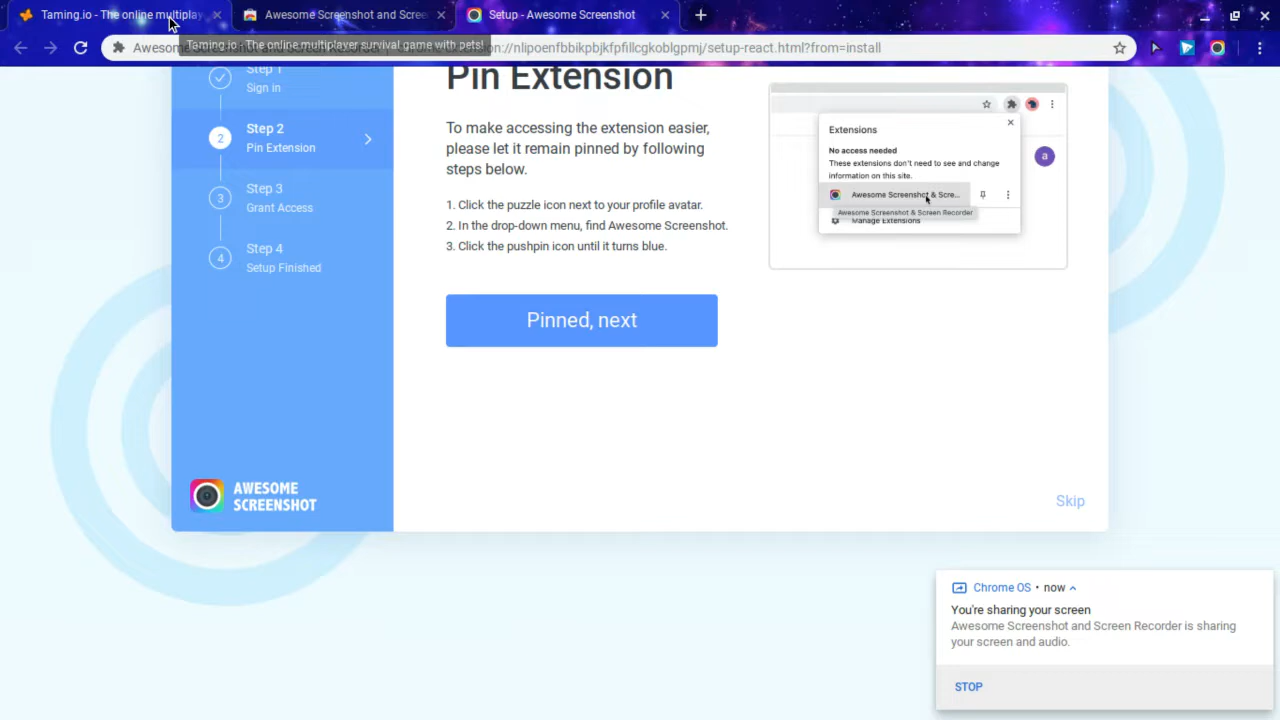 Taming.io - The online multiplay
Awesome Screenshot and Scree
Setup - Awesome Screenshot
Taming.io - The online multiplayer survival game with pets!
://nlipoenfbbikpbjkfpfillcgkoblgpmj/setup-react.html?from=install
Step 1
Sign in
2
Step 2
Pin Extension
3
Step 3
Grant Access
4
Step 4
Setup Finished
AWESOME
SCREENSHOT
Pin Extension
To make accessing the extension easier,
please let it remain pinned by following
steps below.
1. Click the puzzle icon next to your profile avatar.
2. In the drop-down menu, find Awesome Screenshot.
3. Click the pushpin icon until it turns blue.
Pinned, next
Extensions
No access needed
These extensions don't need to see and change
information on this site.
Awesome Screenshot & Scre...
Awesome Screenshot & Screen Recorder
Manage Extensions
a
Skip
Chrome OS • now
You're sharing your screen
Awesome Screenshot and Screen Recorder is sharing
your screen and audio.
STOP